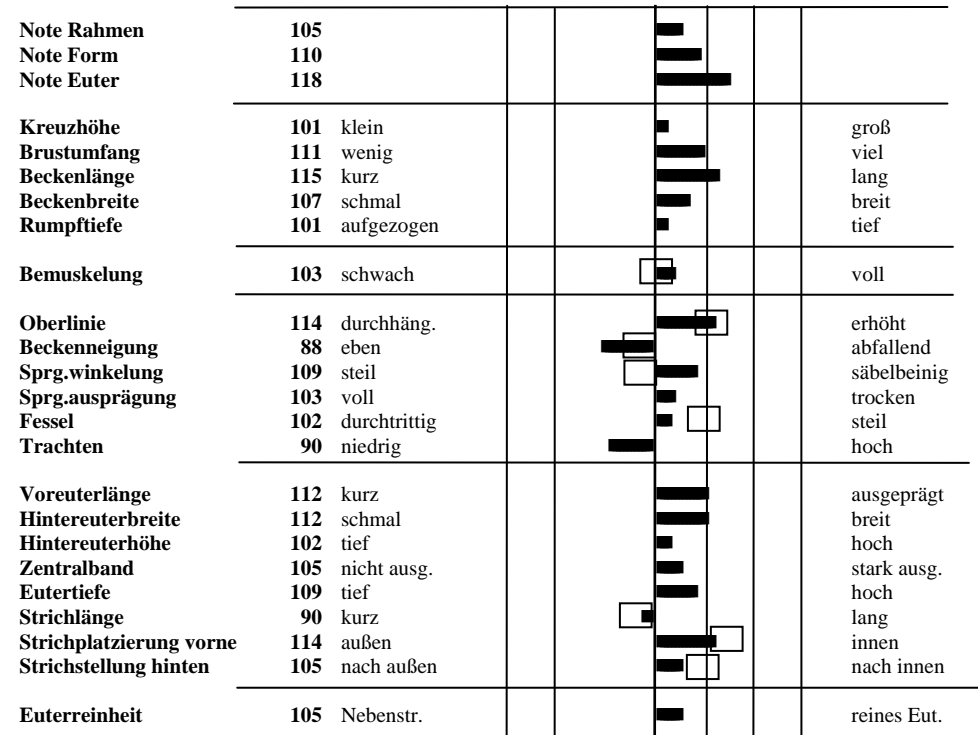 Note Rahmen 105
Note Form 110
Note Euter 118
Kreuzhöhe 101 klein groß
Brustumfang 111 wenig viel
Beckenlänge 115 kurz lang
Beckenbreite 107 schmal breit
Rumpftiefe 101 aufgezogen tief
Bemuskelung 103 schwach voll
Oberlinie 114 durchhäng. erhöht
Beckenneigung 88 eben abfallend
Sprg.winkelung 109 steil säbelbeinig
Sprg.ausprägung 103 voll trocken
Fessel 102 durchtrittig steil
Trachten 90 niedrig hoch
Voreuterlänge 112 kurz ausgeprägt
Hintereuterbreite 112 schmal breit
Hintereuterhöhe 102 tief hoch
Zentralband 105 nicht ausg. stark ausg.
Eutertiefe 109 tief hoch
Strichlänge 90 kurz lang
Strichplatzierung vorne 114 außen innen
Strichstellung hinten 105 nach außen nach innen
Euterreinheit 105 Nebenstr. reines Eut.